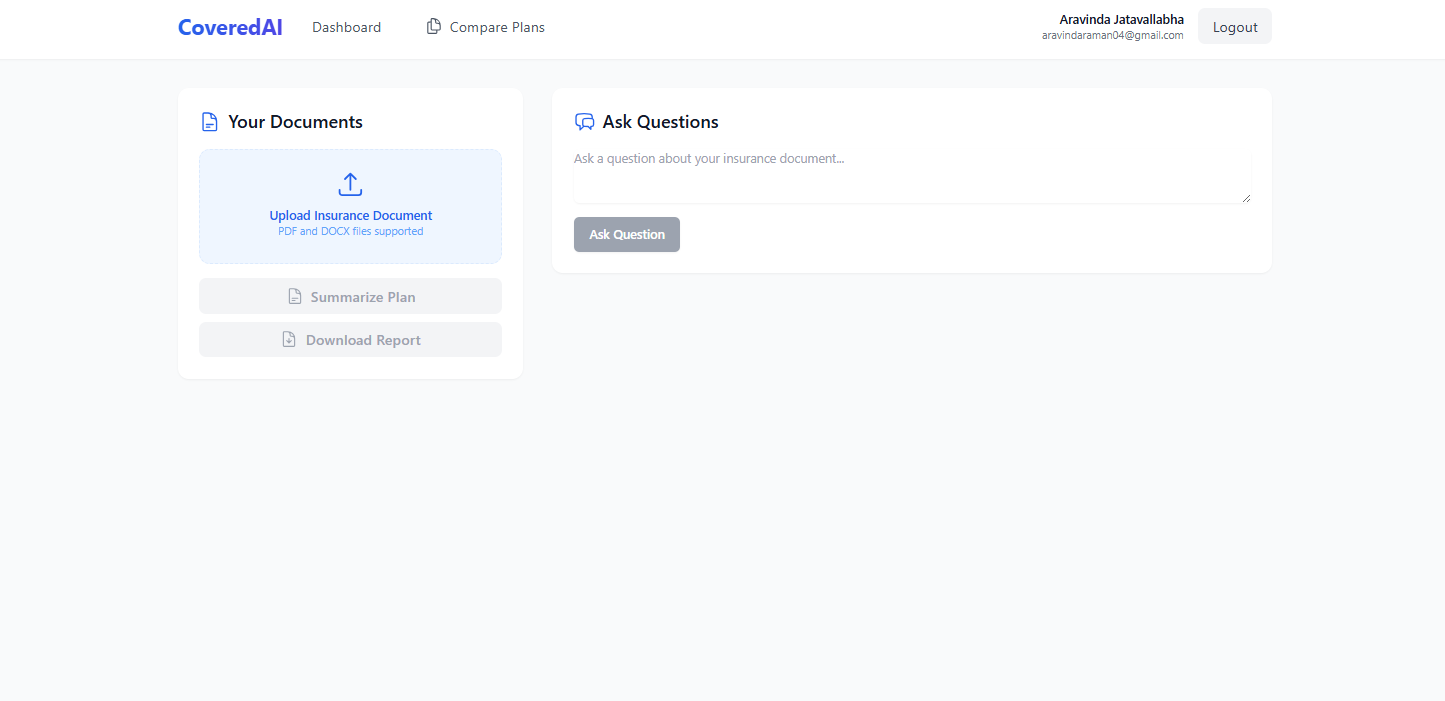 CoveredAI
Dashboard
Compare Plans
Aravinda Jatavallabha
aravindaraman04@gmail.com
Logout
Your Documents
Upload Insurance Document
PDF and DOCX files supported
Summarize Plan
Download Report
Ask Questions
Ask a question about your insurance document...
Ask Question